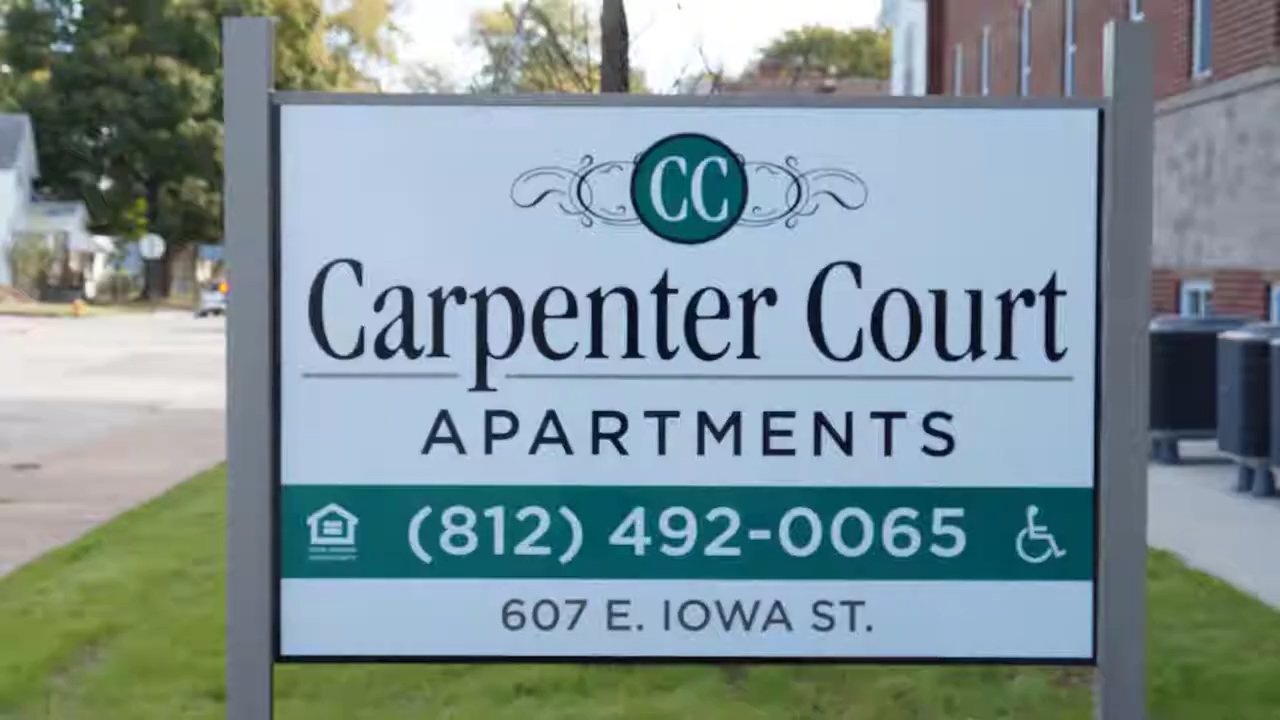 CC
Carpenter Court
APARTMENTS
(812) 492-0065
607 E. IOWA ST.